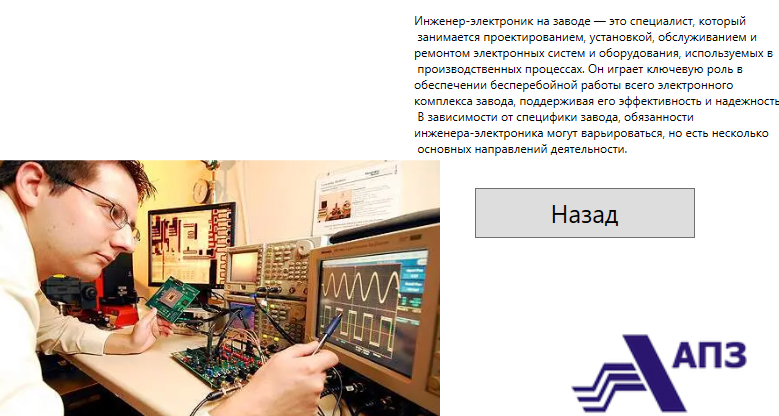 Инженер-электроник на заводе — это специалист, который
занимается проектированием, установкой, обслуживанием и
ремонтом электронных систем и оборудования, используемых в
производственных процессах. Он играет ключевую роль в
обеспечении бесперебойной работы всего электронного
комплекса завода, поддерживая его эффективность и надежность
В зависимости от специфики завода, обязанности
инженера-электроника могут варьироваться, но есть несколько
основных направлений деятельности.
Назад
АПЗ